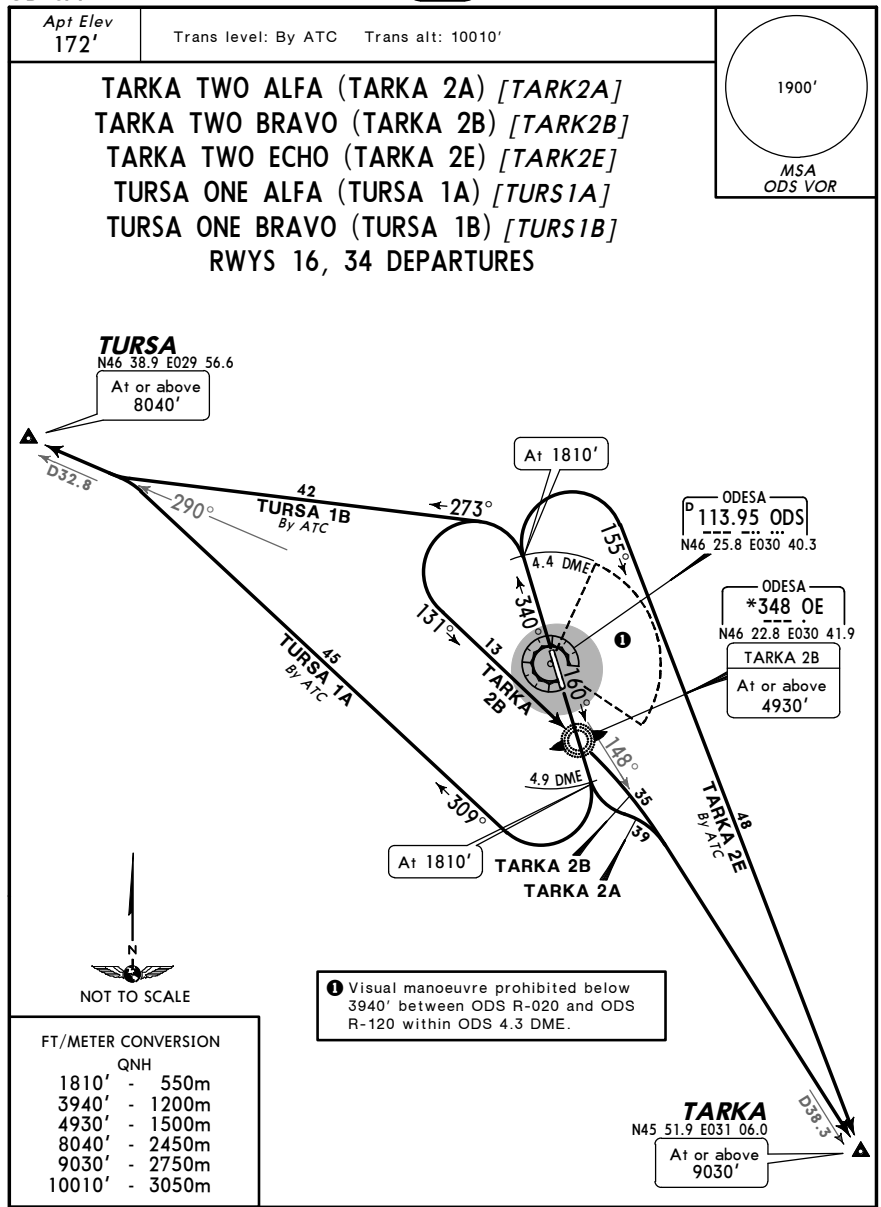 Apt Elev
172'
Trans level: By ATC Trans alt: 10010'
1900'
MSA
ODS VOR
TARKA TWO ALFA (TARKA 2A) [TARK2A]
TARKA TWO BRAVO (TARKA 2B) [TARK2B]
TARKA TWO ECHO (TARKA 2E) [TARK2E]
TURSA ONE ALFA (TURSA 1A) [TURS1A]
TURSA ONE BRAVO (TURSA 1B) [TURS1B]
RWYS 16, 34 DEPARTURES
TURSA
N46 38.9 E029 56.6
At or above
8040'
D32.8
290°
42
TURSA 1B
By ATC
273°
At 1810'
155°
4.4 DME
340°
ODESA
D 113.95 ODS
N46 25.8 E030 40.3
ODESA
*348 OE
N46 22.8 E030 41.9
TARKA 2B
At or above
4930'
1
131°
13
TARKA
2B
160°
148°
45
TURSA 1A
By ATC
309°
4.9 DME
At 1810'
35
39
TARKA 2B
TARKA 2A
48
TARKA 2E
By ATC
N
NOT TO SCALE
1 Visual manoeuvre prohibited below
3940' between ODS R-020 and ODS
R-120 within ODS 4.3 DME.
FT/METER CONVERSION
QNH
1810' - 550m
3940' - 1200m
4930' - 1500m
8040' - 2450m
9030' - 2750m
10010' - 3050m
D38.3
TARKA
N45 51.9 E031 06.0
At or above
9030'